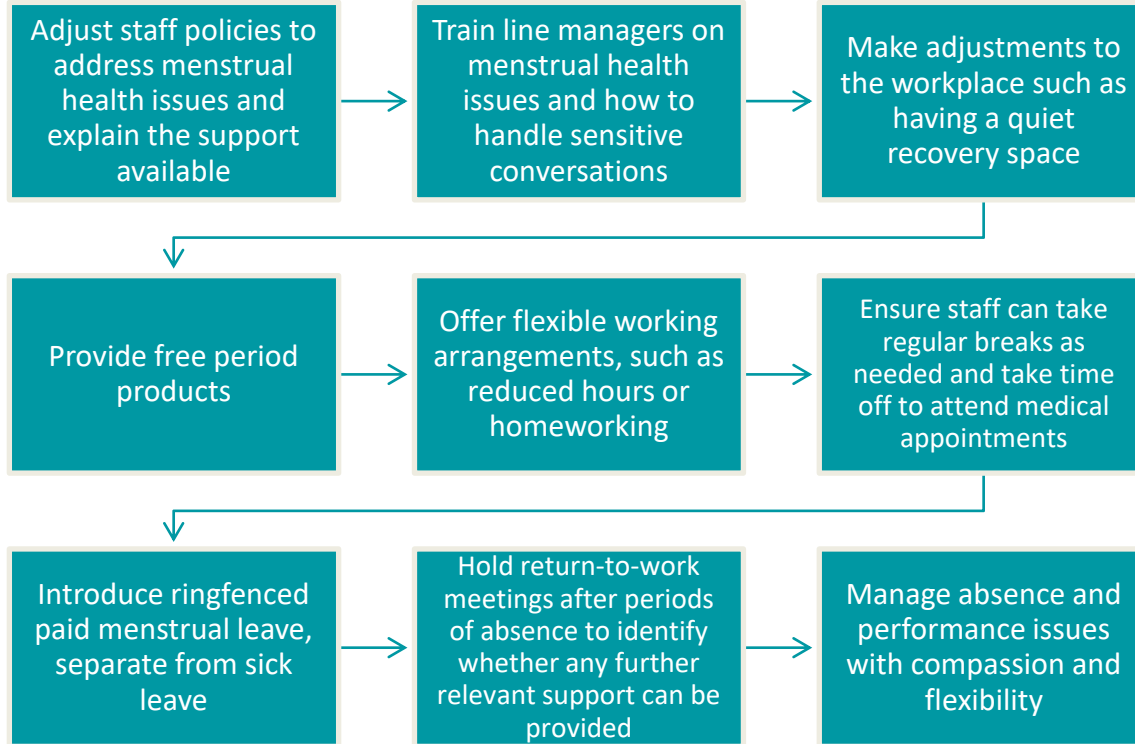 Adjust staff policies to
address menstrual
health issues and
explain the support
available
Train line managers on
menstrual health
issues and how to
handle sensitive
conversations
Make adjustments to
the workplace such as
having a quiet
recovery space
Provide free period
products
Offer flexible working
arrangements, such as
reduced hours or
homeworking
Ensure staff can take
regular breaks as
needed and take time
off to attend medical
appointments
Introduce ringfenced
paid menstrual leave,
separate from sick
leave
Hold return-to-work
meetings after periods
of absence to identify
whether any further
relevant support can be
provided
Manage absence and
performance issues
with compassion and
flexibility